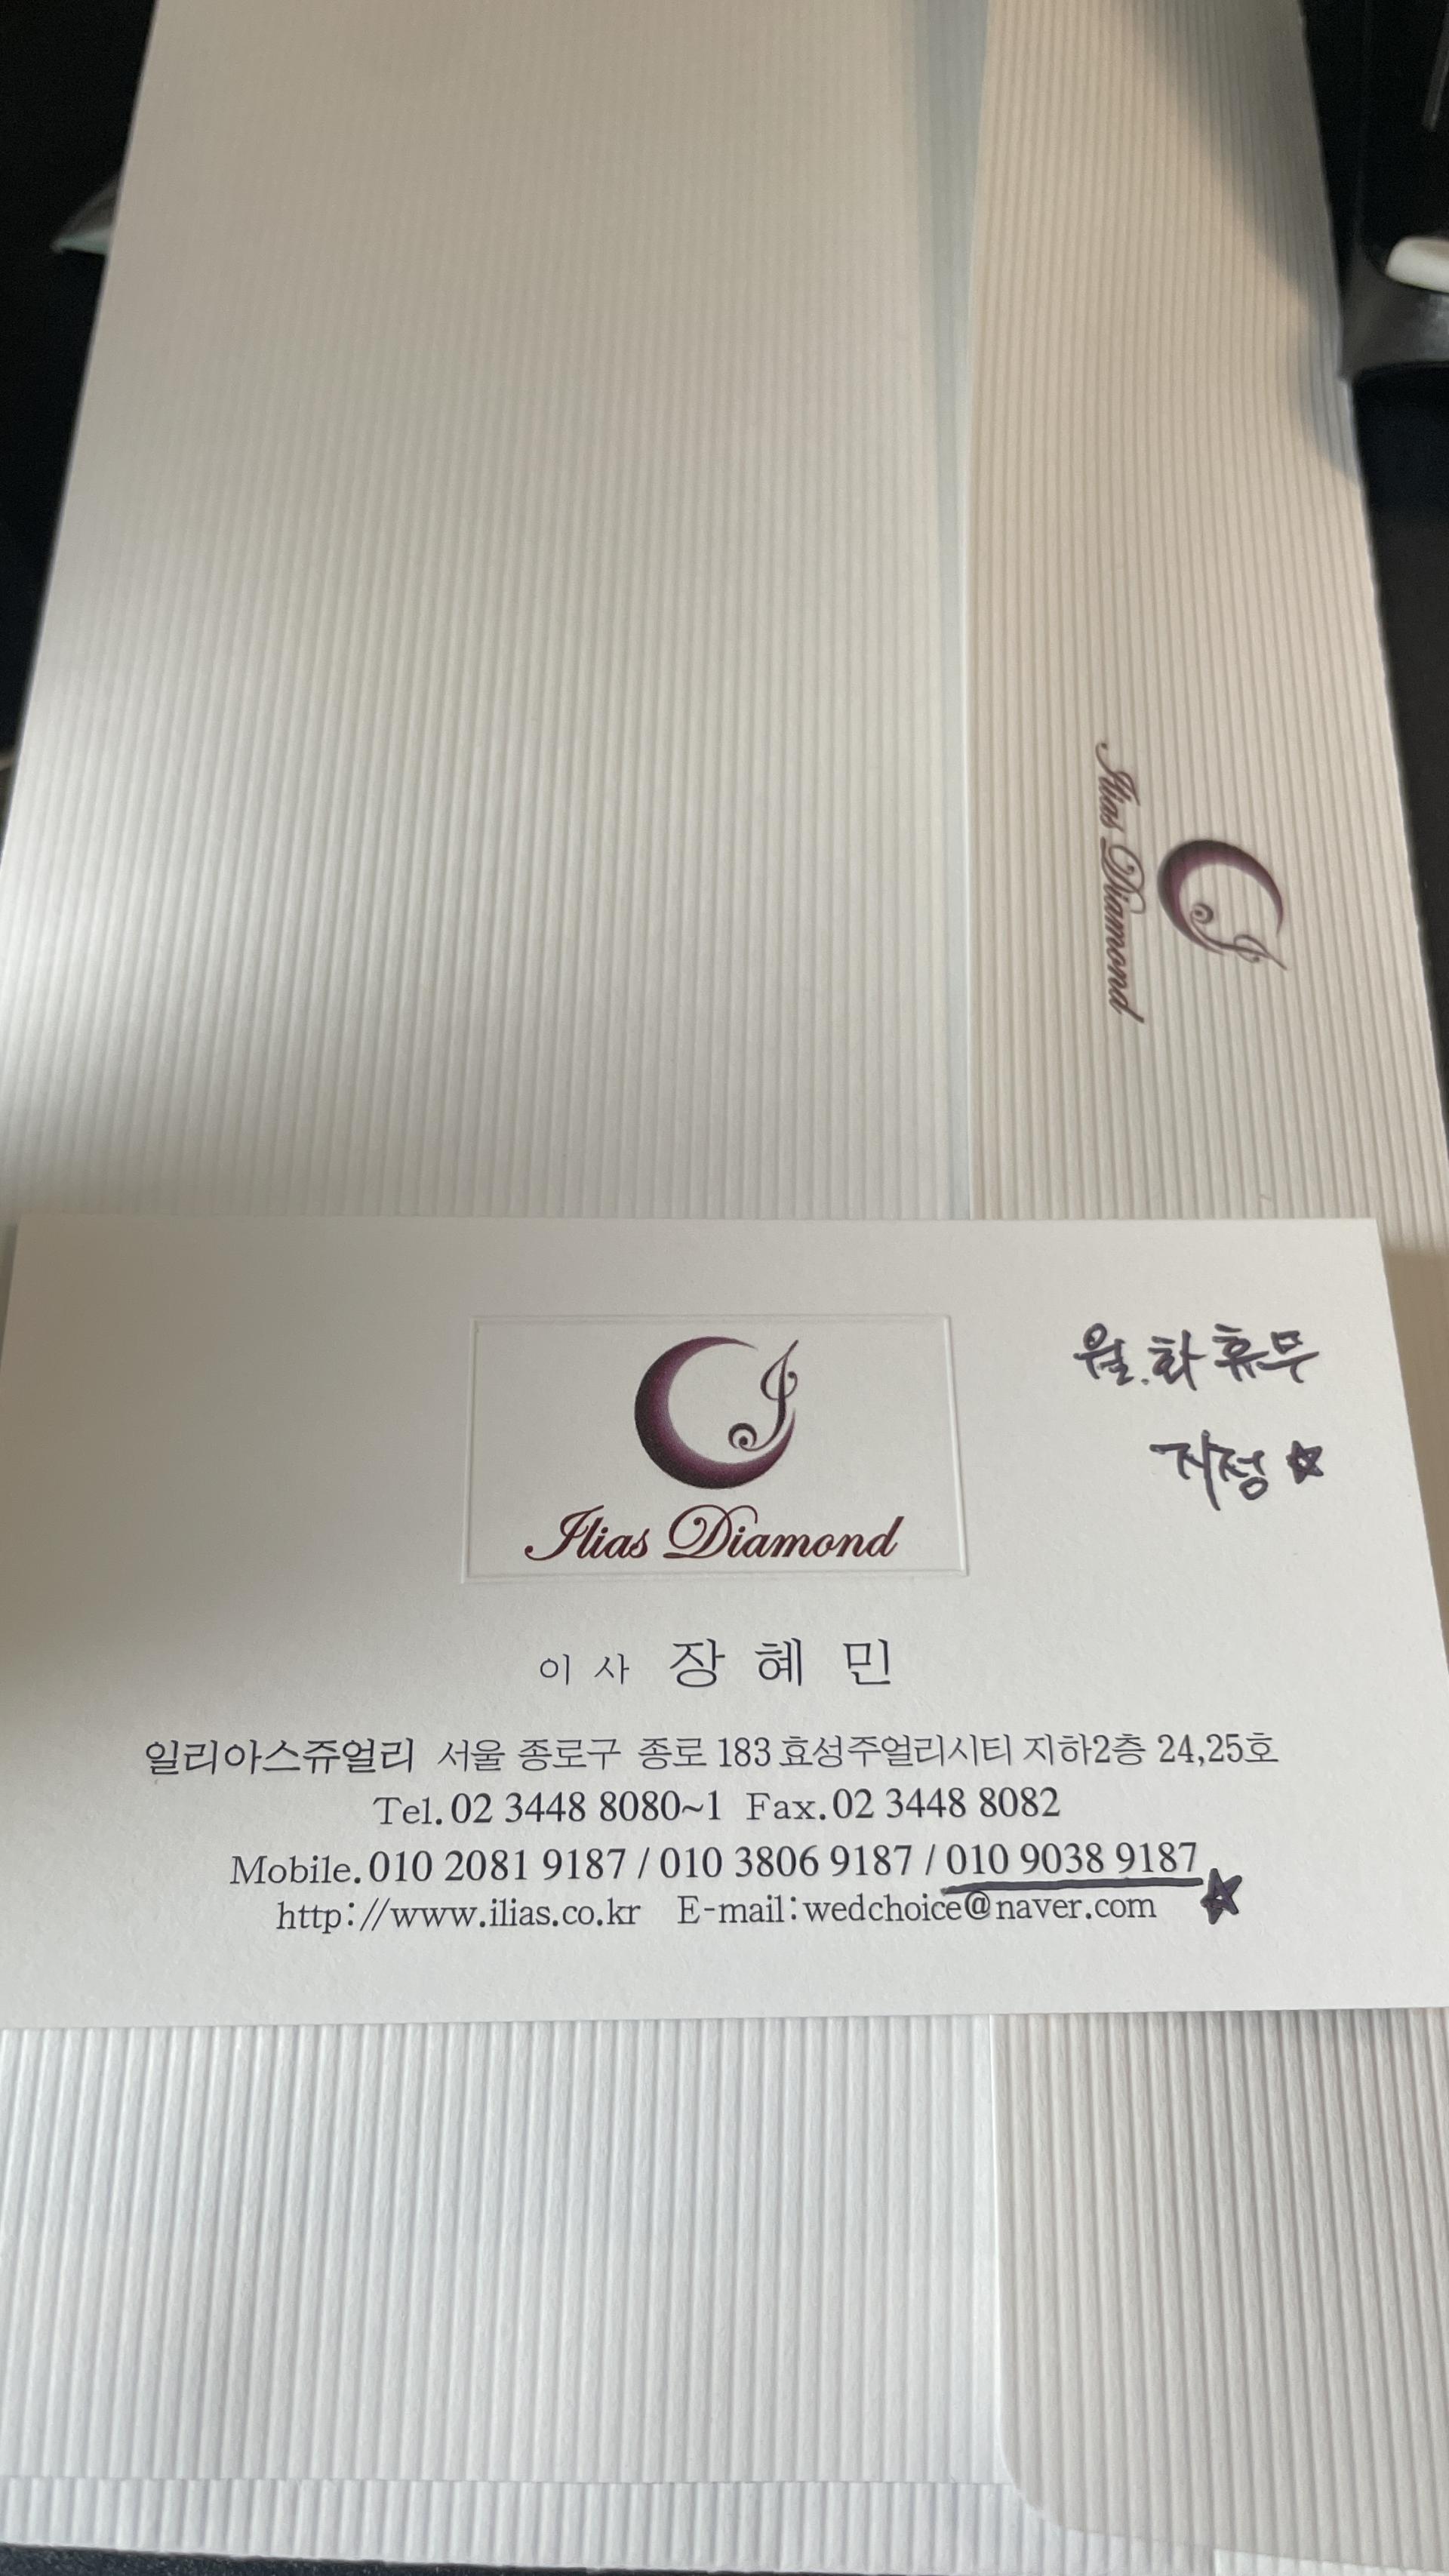 Ilias Diamond
월.화 휴무
지정 ☆
Ilias Diamond
이사 장혜민
일리아스쥬얼리 서울 종로구 종로 183 효성주얼리시티 지하2층 24,25호
Tel.02 3448 8080~1 Fax.02 3448 8082
Mobile.010 2081 9187 / 010 3806 9187 / 010 9038 9187
http://www.ilias.co.kr E-mail:wedchoice@naver.com